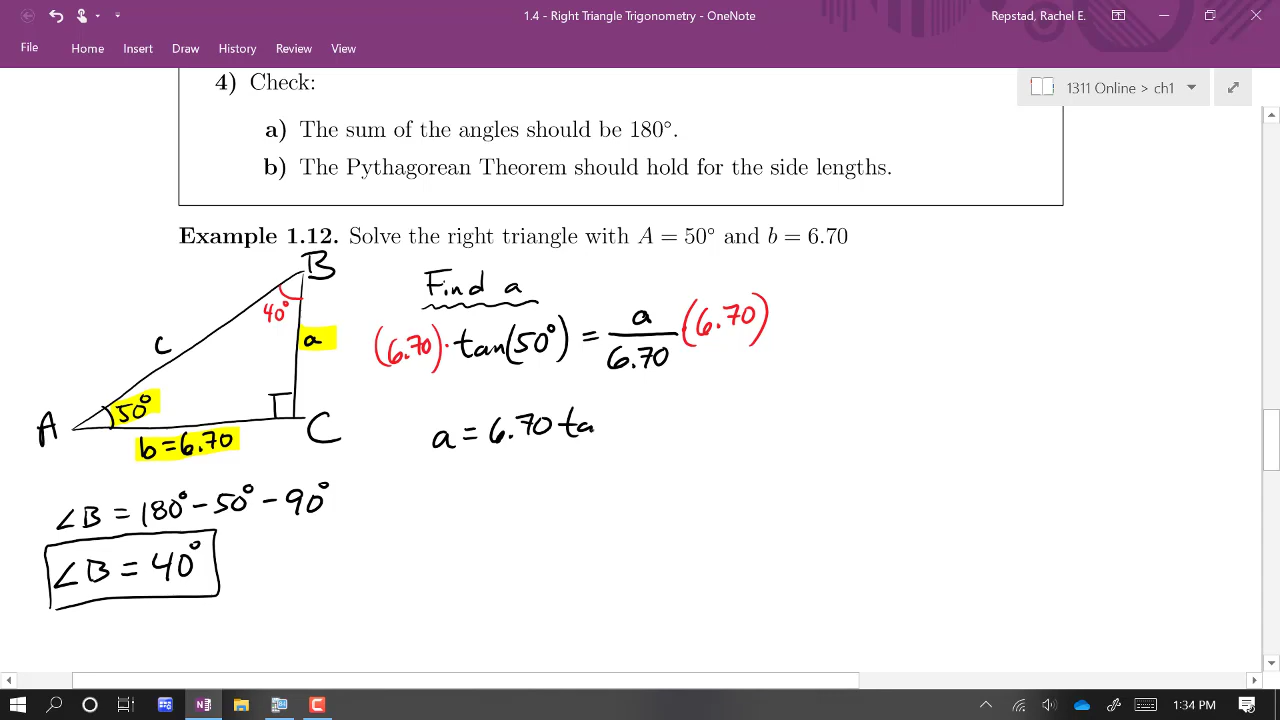 1.4 - Right Triangle Trigonometry - OneNote
Repstad, Rachel E.
File Home Insert Draw History Review View
1311 Online > ch1
4) Check:
a) The sum of the angles should be 180°.
b) The Pythagorean Theorem should hold for the side lengths.
Example 1.12. Solve the right triangle with A = 50° and b = 6.70
B
40°
c
a
A
50°
b = 6.70
C
∠B = 180° - 50° - 90°
∠B = 40°
Find a
(6.70) · tan(50°) = a/6.70 (6.70)
a = 6.70 ta
1:34 PM